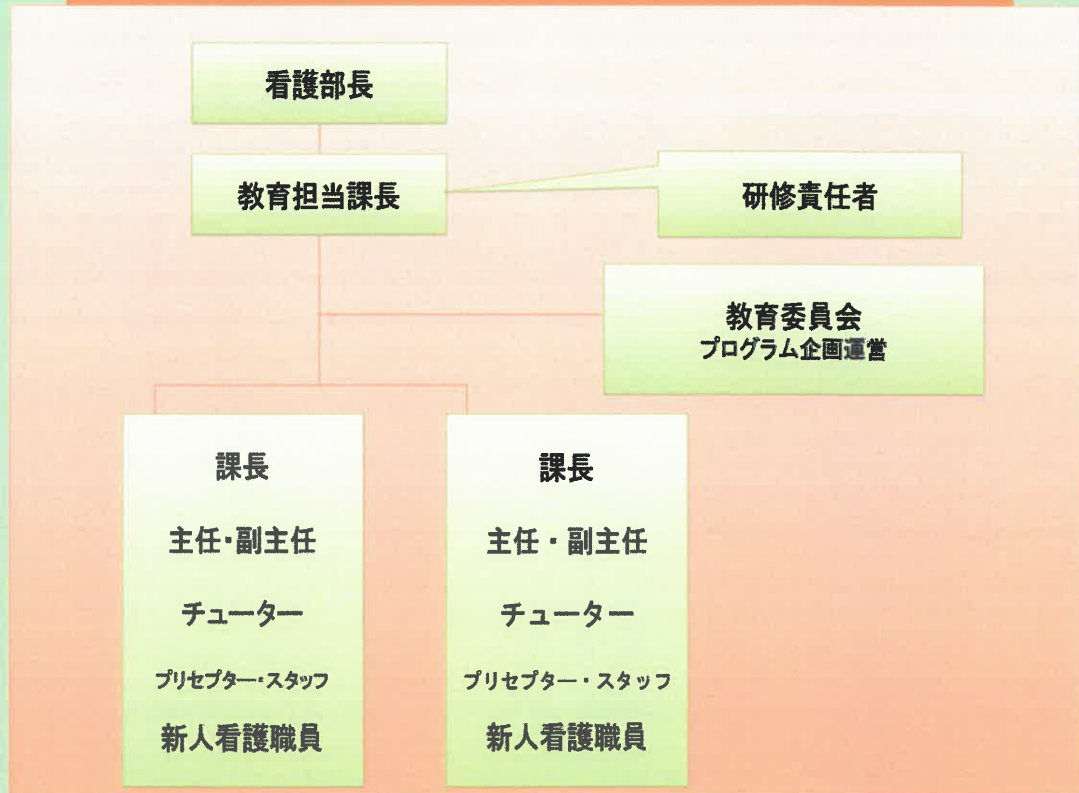 看護部長
教育担当課長
研修責任者
教育委員会
プログラム企画運営
課長
主任・副主任
チューター
プリセプター・スタッフ
新人看護職員
課長
主任・副主任
チューター
プリセプター・スタッフ
新人看護職員